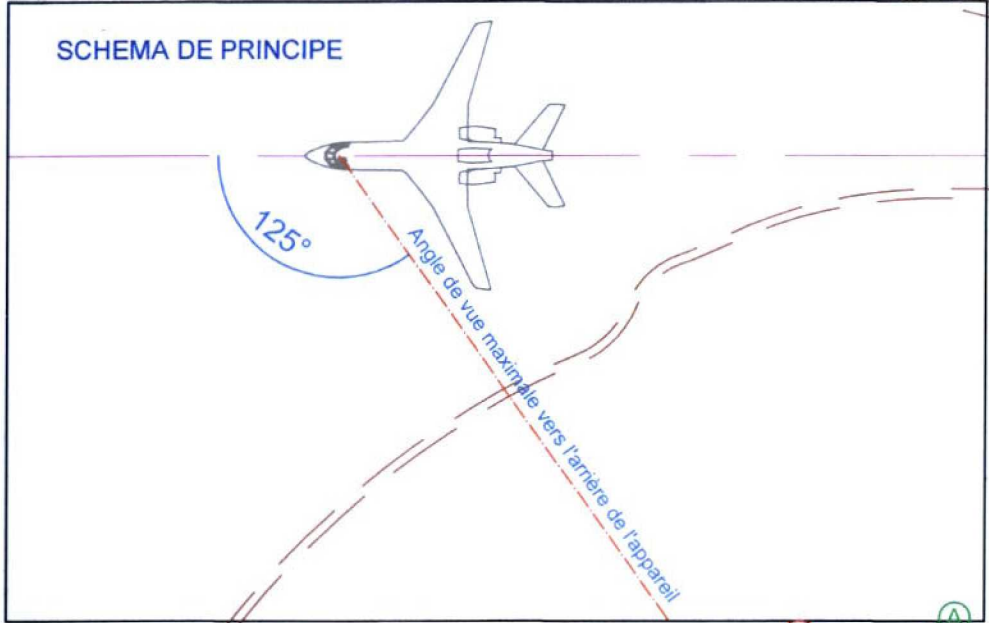 SCHEMA DE PRINCIPE
125°
Angle de vue maximale vers l'arrière de l'appareil
A